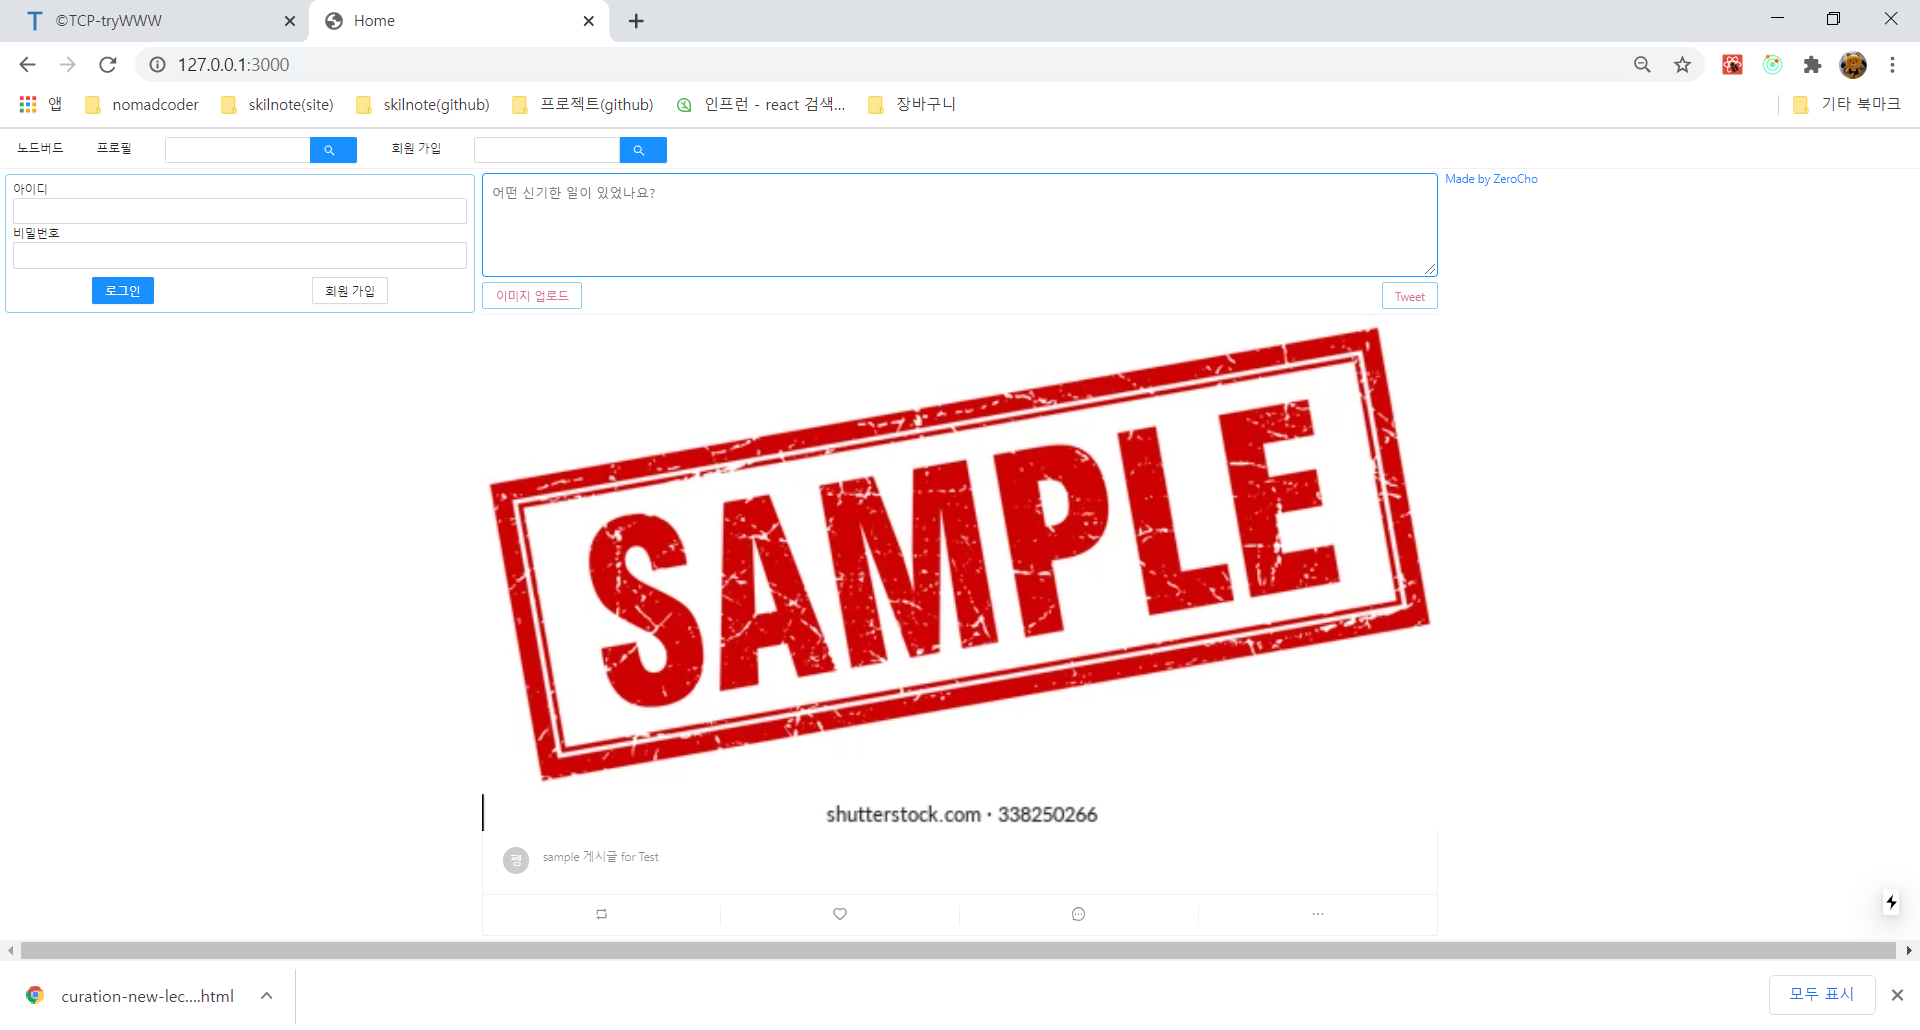 ©TCP-tryWWW
Home
127.0.0.1:3000
앱
nomadcoder
skilnote(site)
skilnote(github)
프로젝트(github)
인프런 - react 검색...
장바구니
기타 북마크
노드버드
프로필
회원 가입
아이디
비밀번호
로그인
회원 가입
어떤 신기한 일이 있었나요?
이미지 업로드
Tweet
Made by ZeroCho
SAMPLE
shutterstock.com · 338250266
쩽
sample 게시글 for Test
curation-new-lec....html
모두 표시